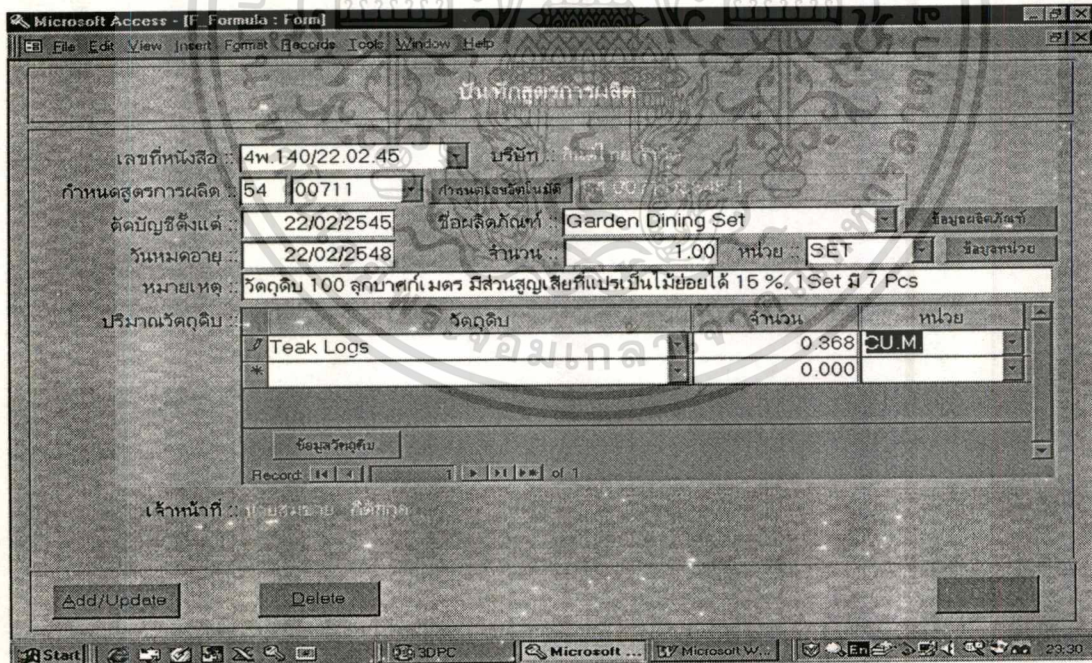 Microsoft Access - [F_Formula : Form]
File Edit View Insert Format Records Tools Window Help
บันทึกสูตรการผลิต
เลขที่หนังสือ :: 4พ.140/22.02.45 บริษัท ::
กำหนดสูตรการผลิต :: 54 00711 กำหนดเลขอัตโนมัติ
ตัดบัญชีตั้งแต่ :: 22/02/2545 ชื่อผลิตภัณฑ์ :: Garden Dining Set ข้อมูลผลิตภัณฑ์
วันหมดอายุ :: 22/02/2548 จำนวน :: 1.00 หน่วย :: SET ข้อมูลหน่วย
หมายเหตุ :: วัตถุดิบ 100 ลูกบาศก์เมตร มีส่วนสูญเสียที่แปรเป็นไม้ย่อยได้ 15 %. 1Set มี 7 Pcs
ปริมาณวัตถุดิบ :: วัตถุดิบ จำนวน หน่วย
Teak Logs 0.368 CU.M.
* 0.000
ข้อมูลวัตถุดิบ
Record: 1 of 1
เจ้าหน้าที่ ::
Add/Update Delete
Start 3DPC Microsoft ... Microsoft W... En 23:30